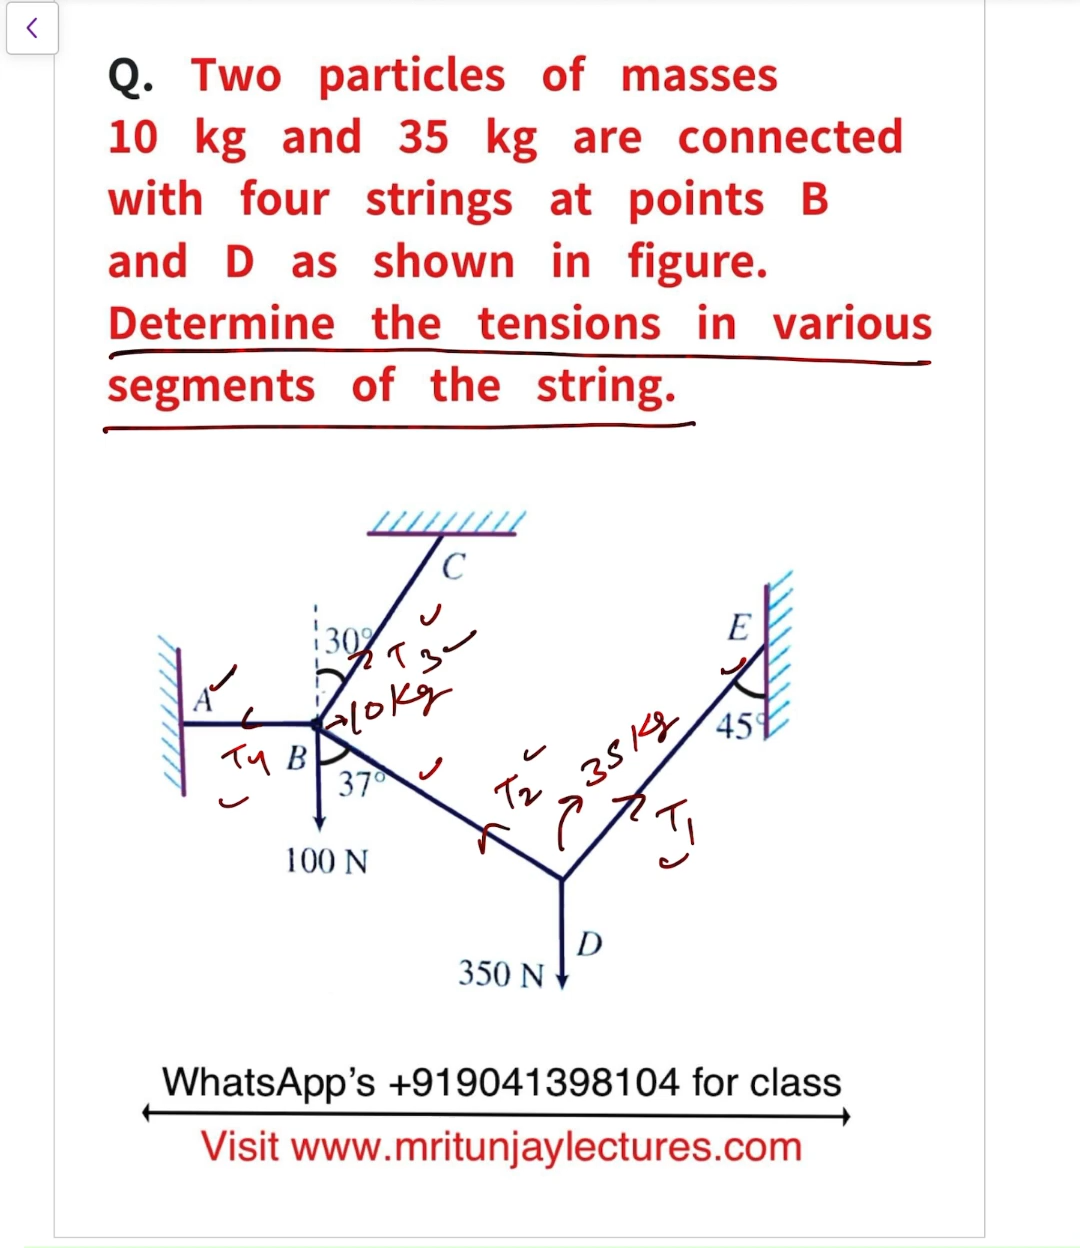 Q. Two particles of masses
10 kg and 35 kg are connected
with four strings at points B
and D as shown in figure.
Determine the tensions in various
segments of the string.
C
30°
T3
E
A
10kg
45°
T4
B
37°
T2
35kg
T1
100 N
D
350 N
WhatsApp's +919041398104 for class
Visit www.mritunjaylectures.com